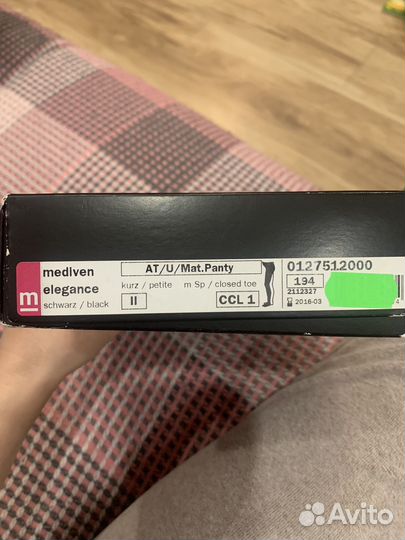 mediven
elegance
schwarz / black
AT/U/Mat.Panty
kurz / petite m Sp / closed toe
II CCL 1
0127512000
194
2112327
2016-03
m
Avito